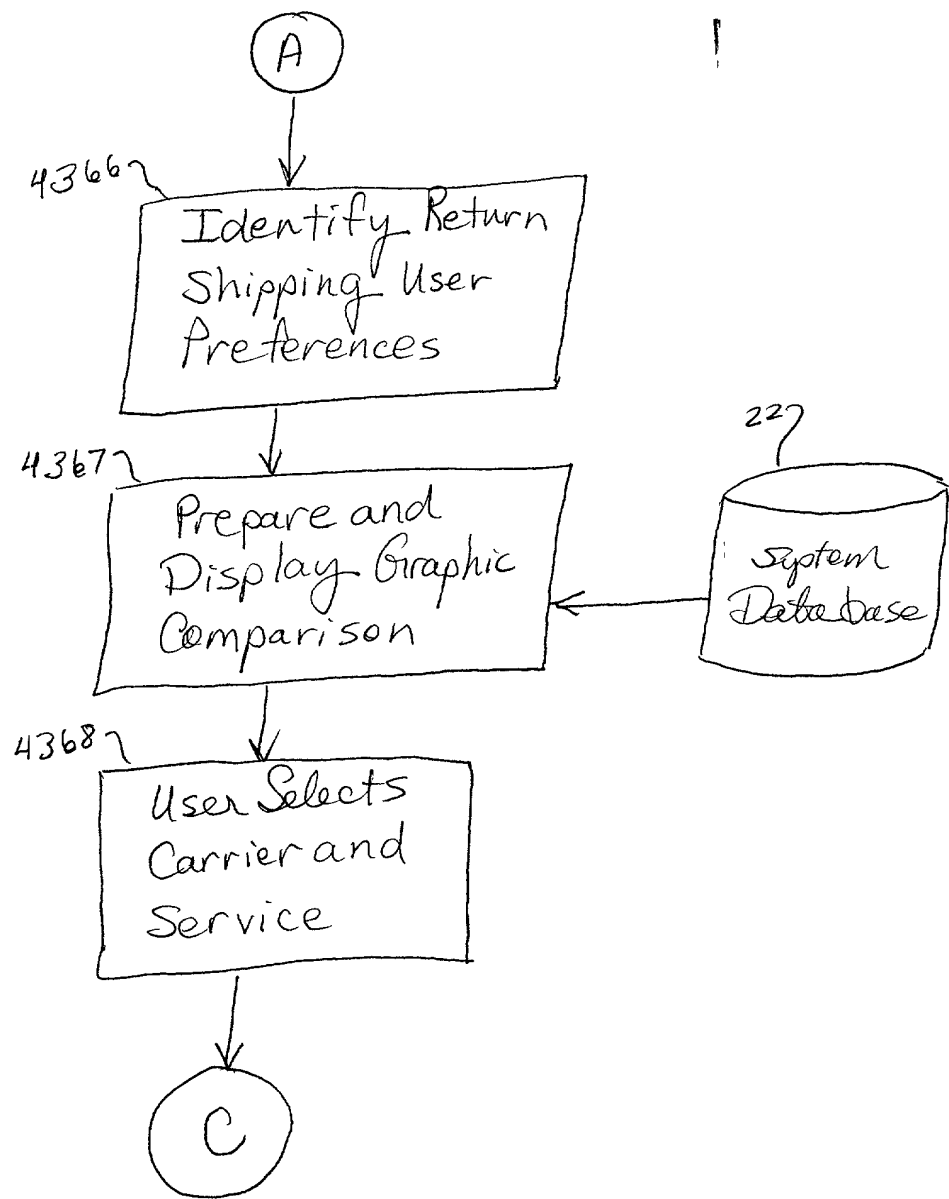 A
4366
Identify Return
Shipping User
Preferences
4367
Prepare and
Display Graphic
Comparison
22
System
Database
4368
User Selects
Carrier and
Service
C